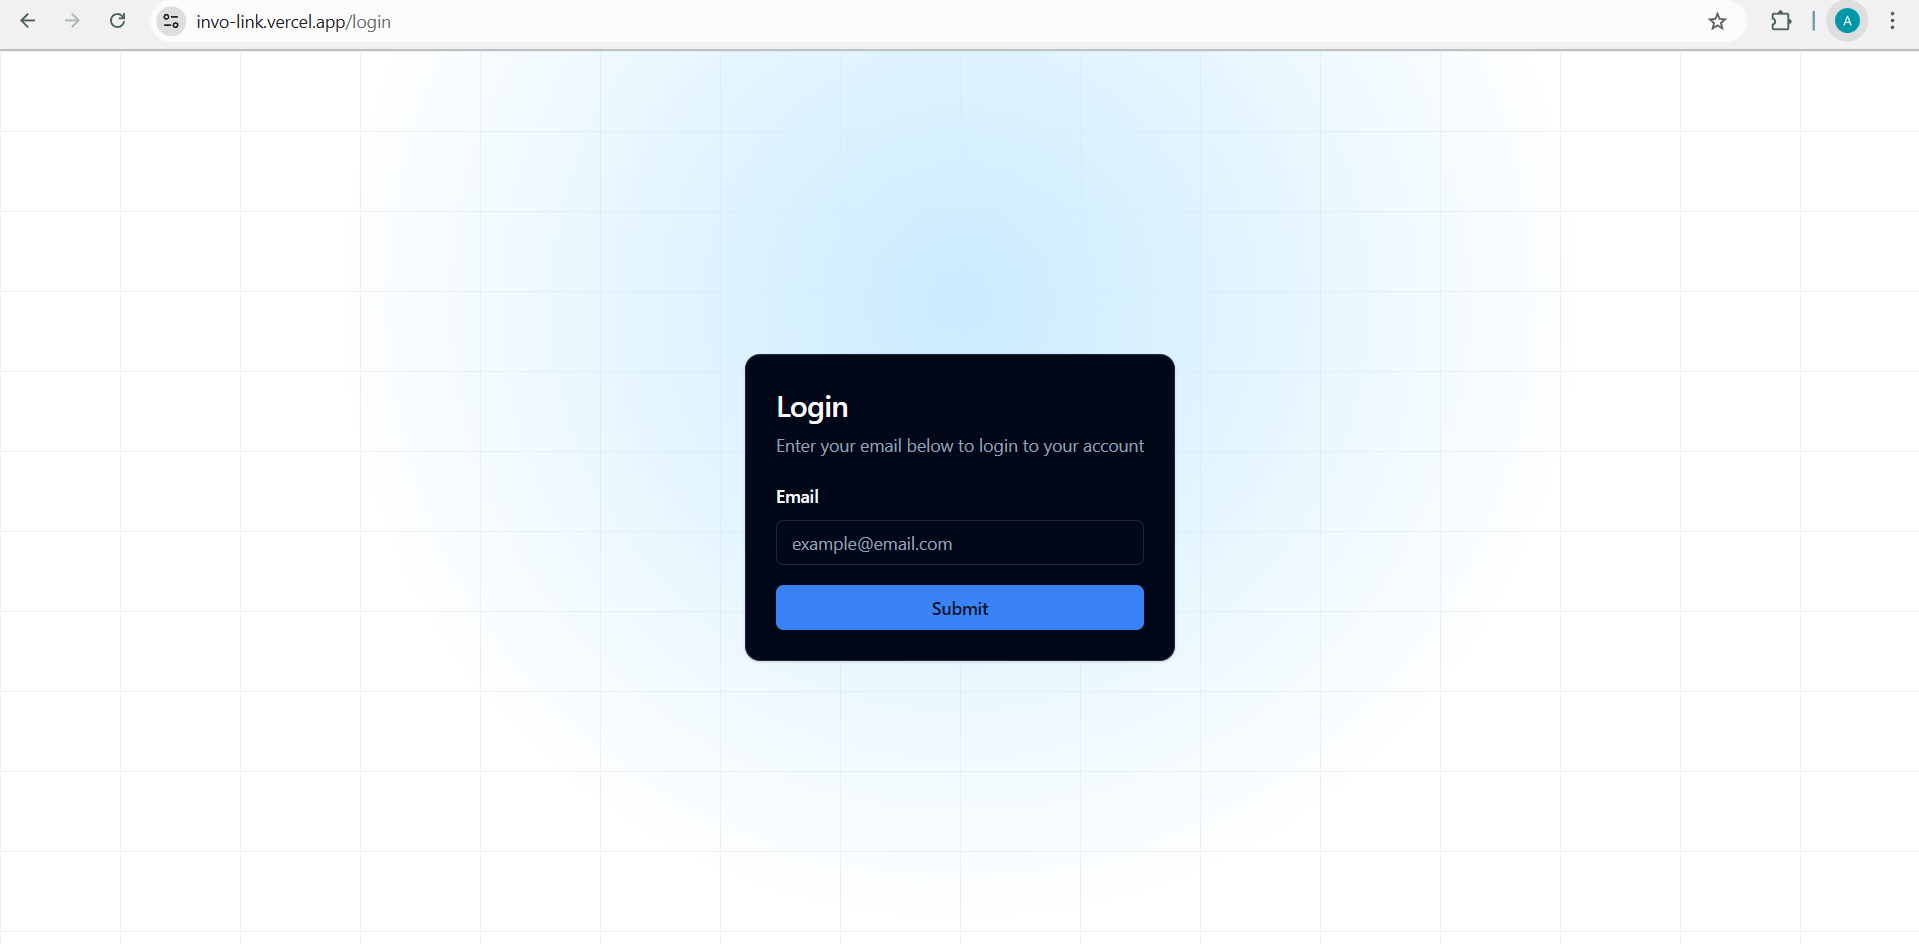 invo-link.vercel.app/login
A
Login
Enter your email below to login to your account
Email
example@email.com
Submit